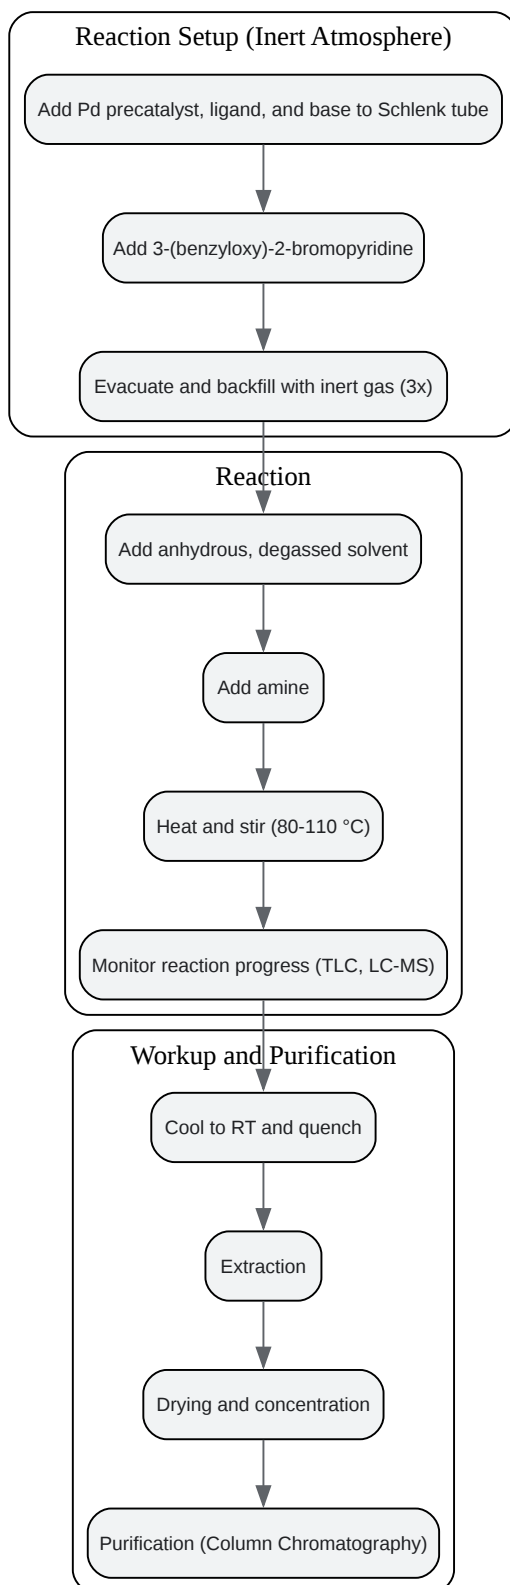 Reaction Setup (Inert Atmosphere)
Add Pd precatalyst, ligand, and base to Schlenk tube
Add 3-(benzyloxy)-2-bromopyridine
Evacuate and backfill with inert gas (3x)
Reaction
Add anhydrous, degassed solvent
Add amine
Heat and stir (80-110 °C)
Monitor reaction progress (TLC, LC-MS)
Workup and Purification
Cool to RT and quench
Extraction
Drying and concentration
Purification (Column Chromatography)